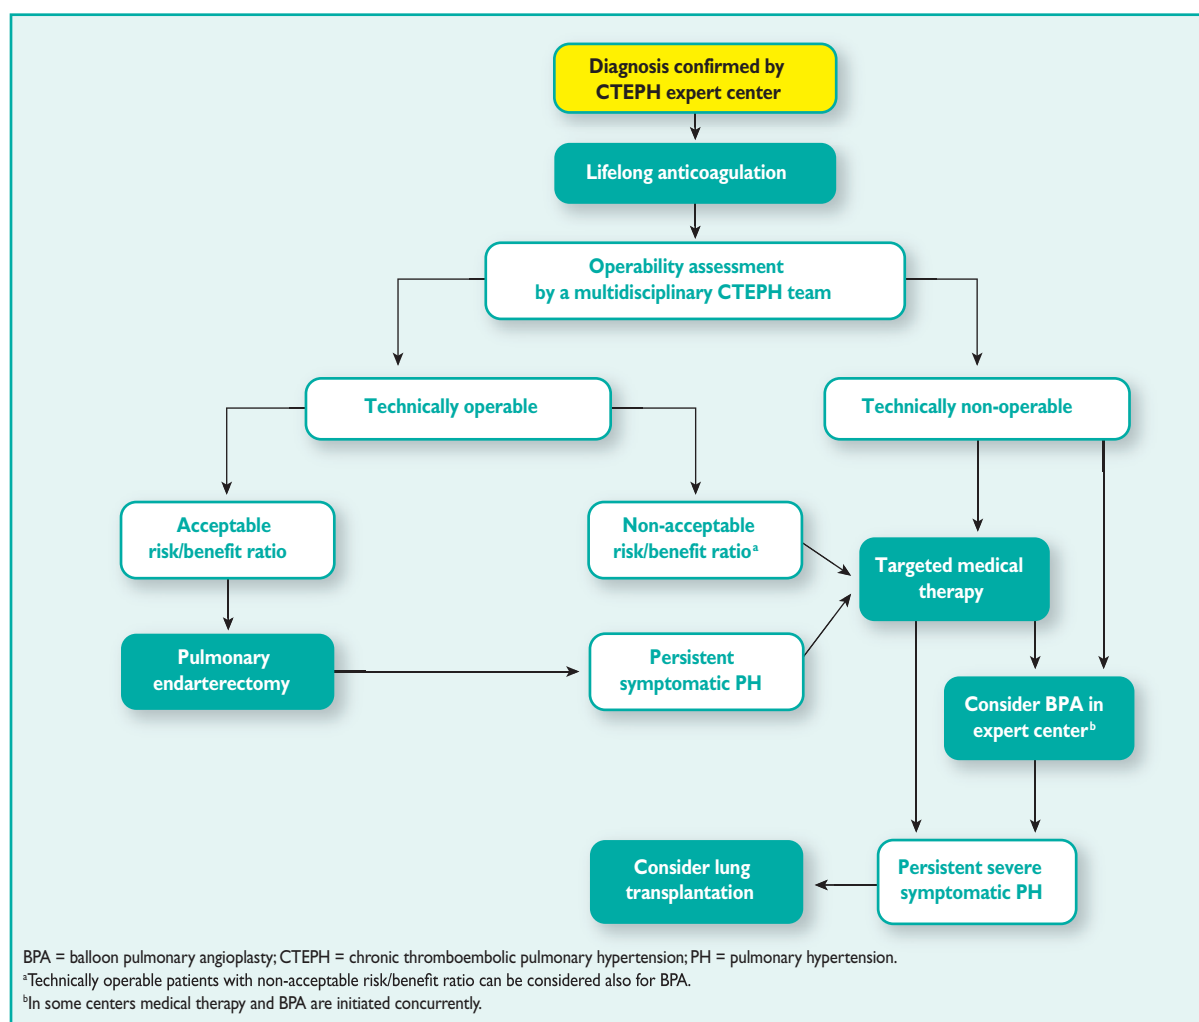 Diagnosis confirmed by
CTEPH expert center
Lifelong anticoagulation
Operability assessment
by a multidisciplinary CTEPH team
Technically operable
Technically non-operable
Acceptable
risk/benefit ratio
Non-acceptable
risk/benefit ratioᵃ
Targeted medical
therapy
Pulmonary
endarterectomy
Persistent
symptomatic PH
Consider BPA in
expert centerᵇ
Consider lung
transplantation
Persistent severe
symptomatic PH
BPA = balloon pulmonary angioplasty; CTEPH = chronic thromboembolic pulmonary hypertension; PH = pulmonary hypertension.
ᵃTechnically operable patients with non-acceptable risk/benefit ratio can be considered also for BPA.
ᵇIn some centers medical therapy and BPA are initiated concurrently.